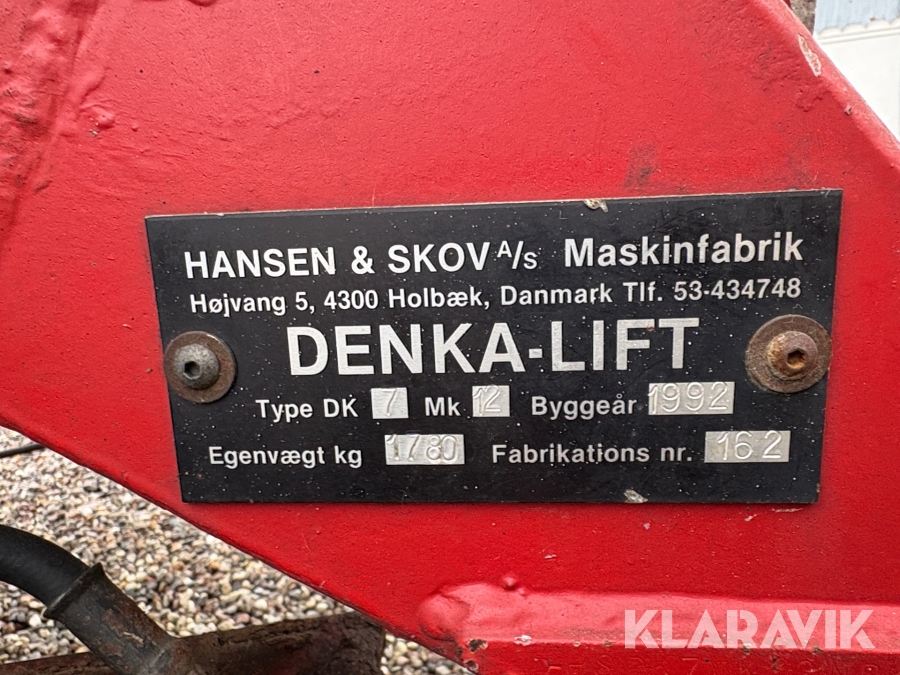 HANSEN & SKOV A/S Maskinfabrik
Højvang 5, 4300 Holbæk, Danmark Tlf. 53-434748
DENKA-LIFT
Type DK 7 Mk 12 Byggeår 1992
Egenvægt kg 1780 Fabrikations nr. 162
KLARAVIK